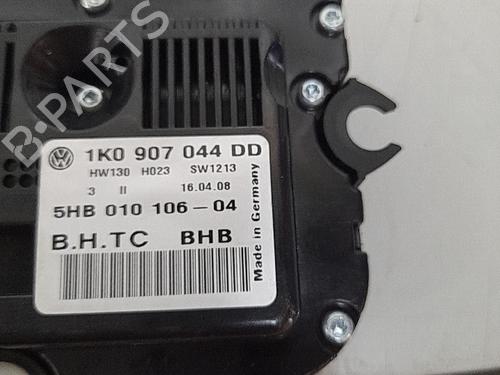 B-PARTS
1K0 907 044 DD
HW130 H023 SW1213
3 II 16.04.08
5HB 010 106-04
B.H.TC BHB
Made in Germany